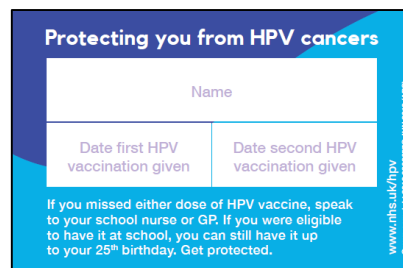 Protecting you from HPV cancers
Name
Date first HPV
vaccination given
Date second HPV
vaccination given
If you missed either dose of HPV vaccine, speak
to your school nurse or GP. If you were eligible
to have it at school, you can still have it up
to your 25th birthday. Get protected.
www.nhs.uk/hpv